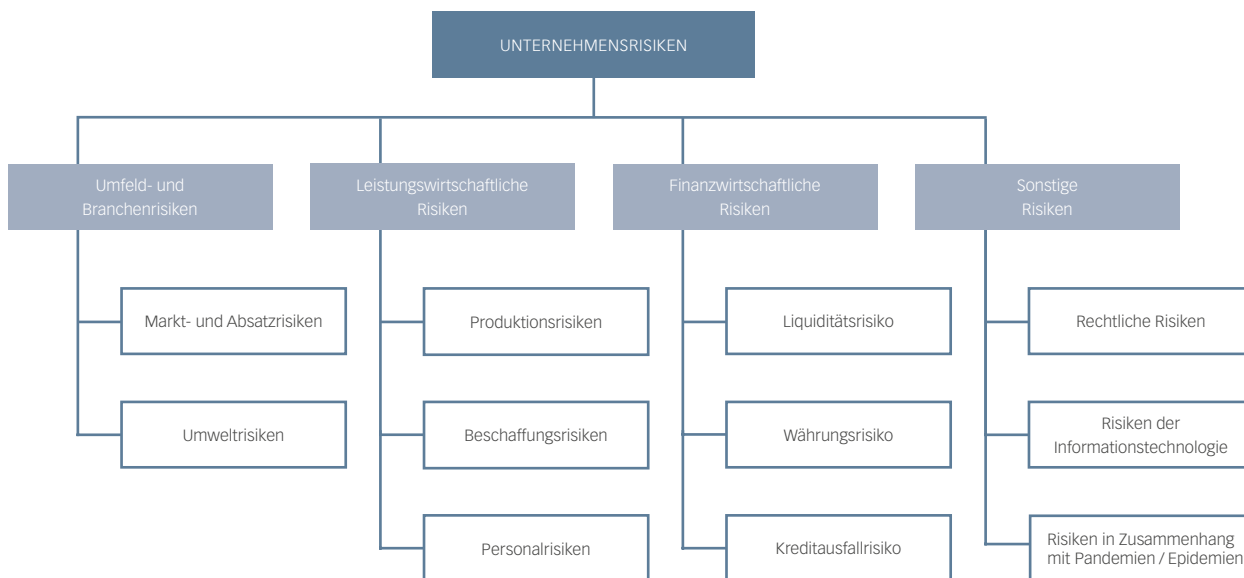 UNTERNEHMENSRISIKEN
Umfeld- und
Branchenrisiken
Leistungswirtschaftliche
Risiken
Finanzwirtschaftliche
Risiken
Sonstige
Risiken
Markt- und Absatzrisiken
Produktionsrisiken
Liquiditätsrisiko
Rechtliche Risiken
Umweltrisiken
Beschaffungsrisiken
Währungsrisiko
Risiken der
Informationstechnologie
Personalrisiken
Kreditausfallrisiko
Risiken in Zusammenhang
mit Pandemien / Epidemien